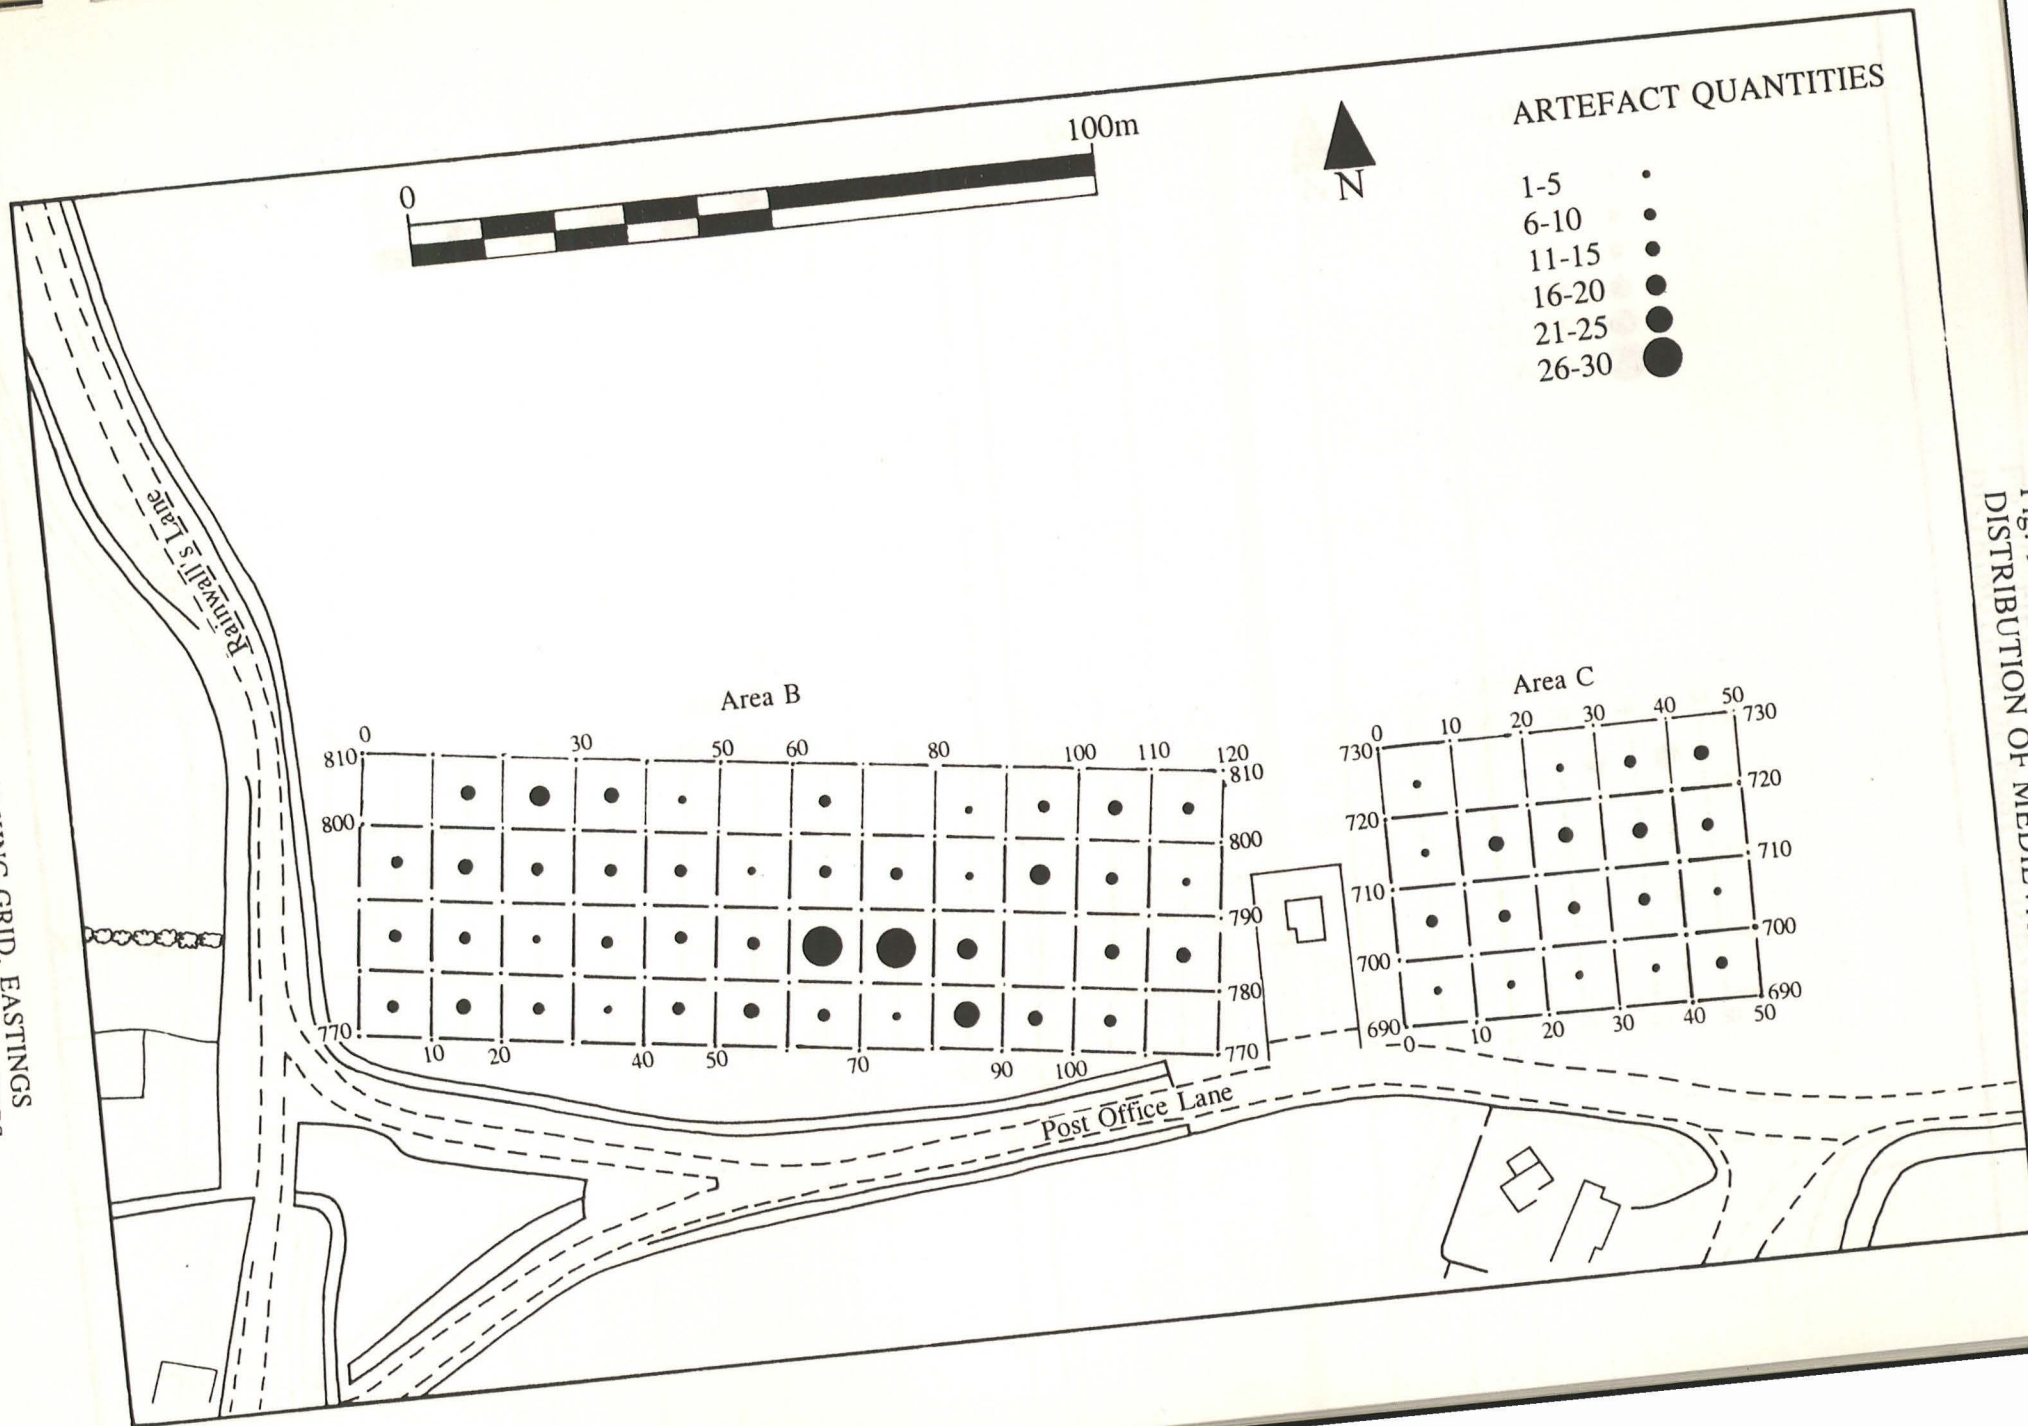 ARTEFACT QUANTITIES
1-5
6-10
11-15
16-20
21-25
26-30
0
100m
N
Rainwall's Lane
Area B
0 30 50 60 80 100 110 120
810 810
800 800
790
780
770 770
10 20 40 50 70 90 100
Area C
0 10 20 30 40 50
730 730
720 720
710 710
700 700
690 690
0 10 20 30 40 50
Post Office Lane
DISTRIBUTION OF
GRID. EASTINGS